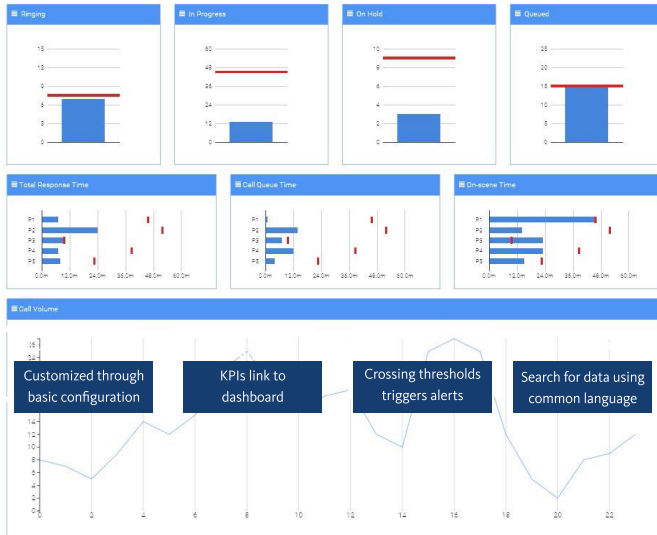 Ringing
In Progress
On Hold
Queued
15
12
9
6
3
0
60
48
36
24
12
0
10
8
6
4
2
0
25
20
15
10
5
0
Total Response Time
Call Queue Time
On-scene Time
P1
P2
P3
P4
P5
0.0m 12.0m 24.0m 36.0m 48.0m 60.0m
P1
P2
P3
P4
P5
0.0m 12.0m 24.0m 36.0m 48.0m 60.0m
P1
P2
P3
P4
P5
0.0m 12.0m 24.0m 36.0m 48.0m 60.0m
Call Volume
24
Customized through
basic configuration
KPIs link to
dashboard
Crossing thresholds
triggers alerts
Search for data using
common language
14
12
10
8
6
4
2
0
0 2 4 6 8 10 12 14 16 18 20 22